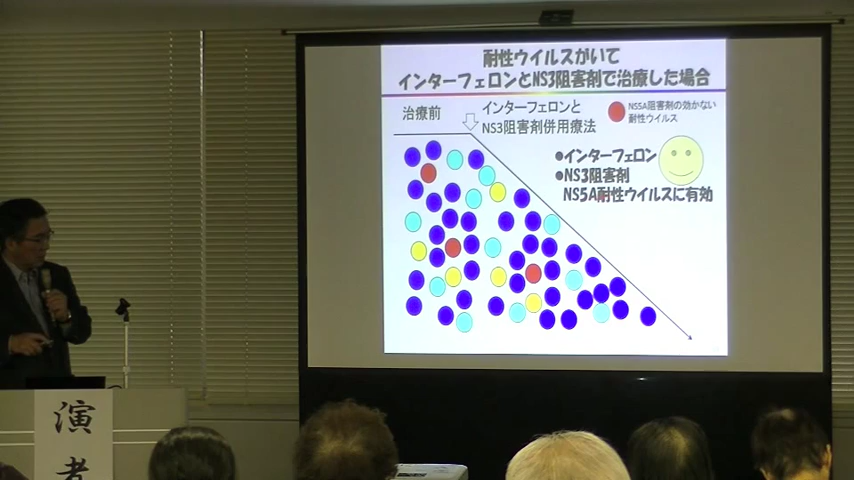 耐性ウイルスがいて
インターフェロンとNS3阻害剤で治療した場合
治療前
インターフェロンと
NS3阻害剤併用療法
NS5A阻害剤の効かない
耐性ウイルス
●インターフェロン
●NS3阻害剤
NS5A耐性ウイルスに有効
演者